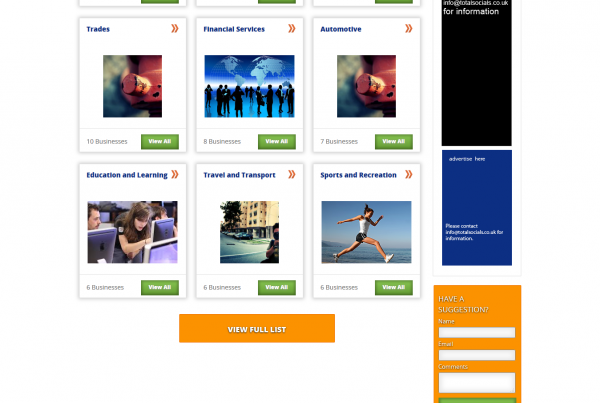 info@totalsocials.co.uk
for information
Trades
Financial Services
Automotive
10 Businesses
View All
8 Businesses
View All
7 Businesses
View All
advertise here
Please contact
info@totalsocials.co.uk for
information.
Education and Learning
Travel and Transport
Sports and Recreation
6 Businesses
View All
6 Businesses
View All
6 Businesses
View All
HAVE A
SUGGESTION?
Name
Email
Comments
VIEW FULL LIST